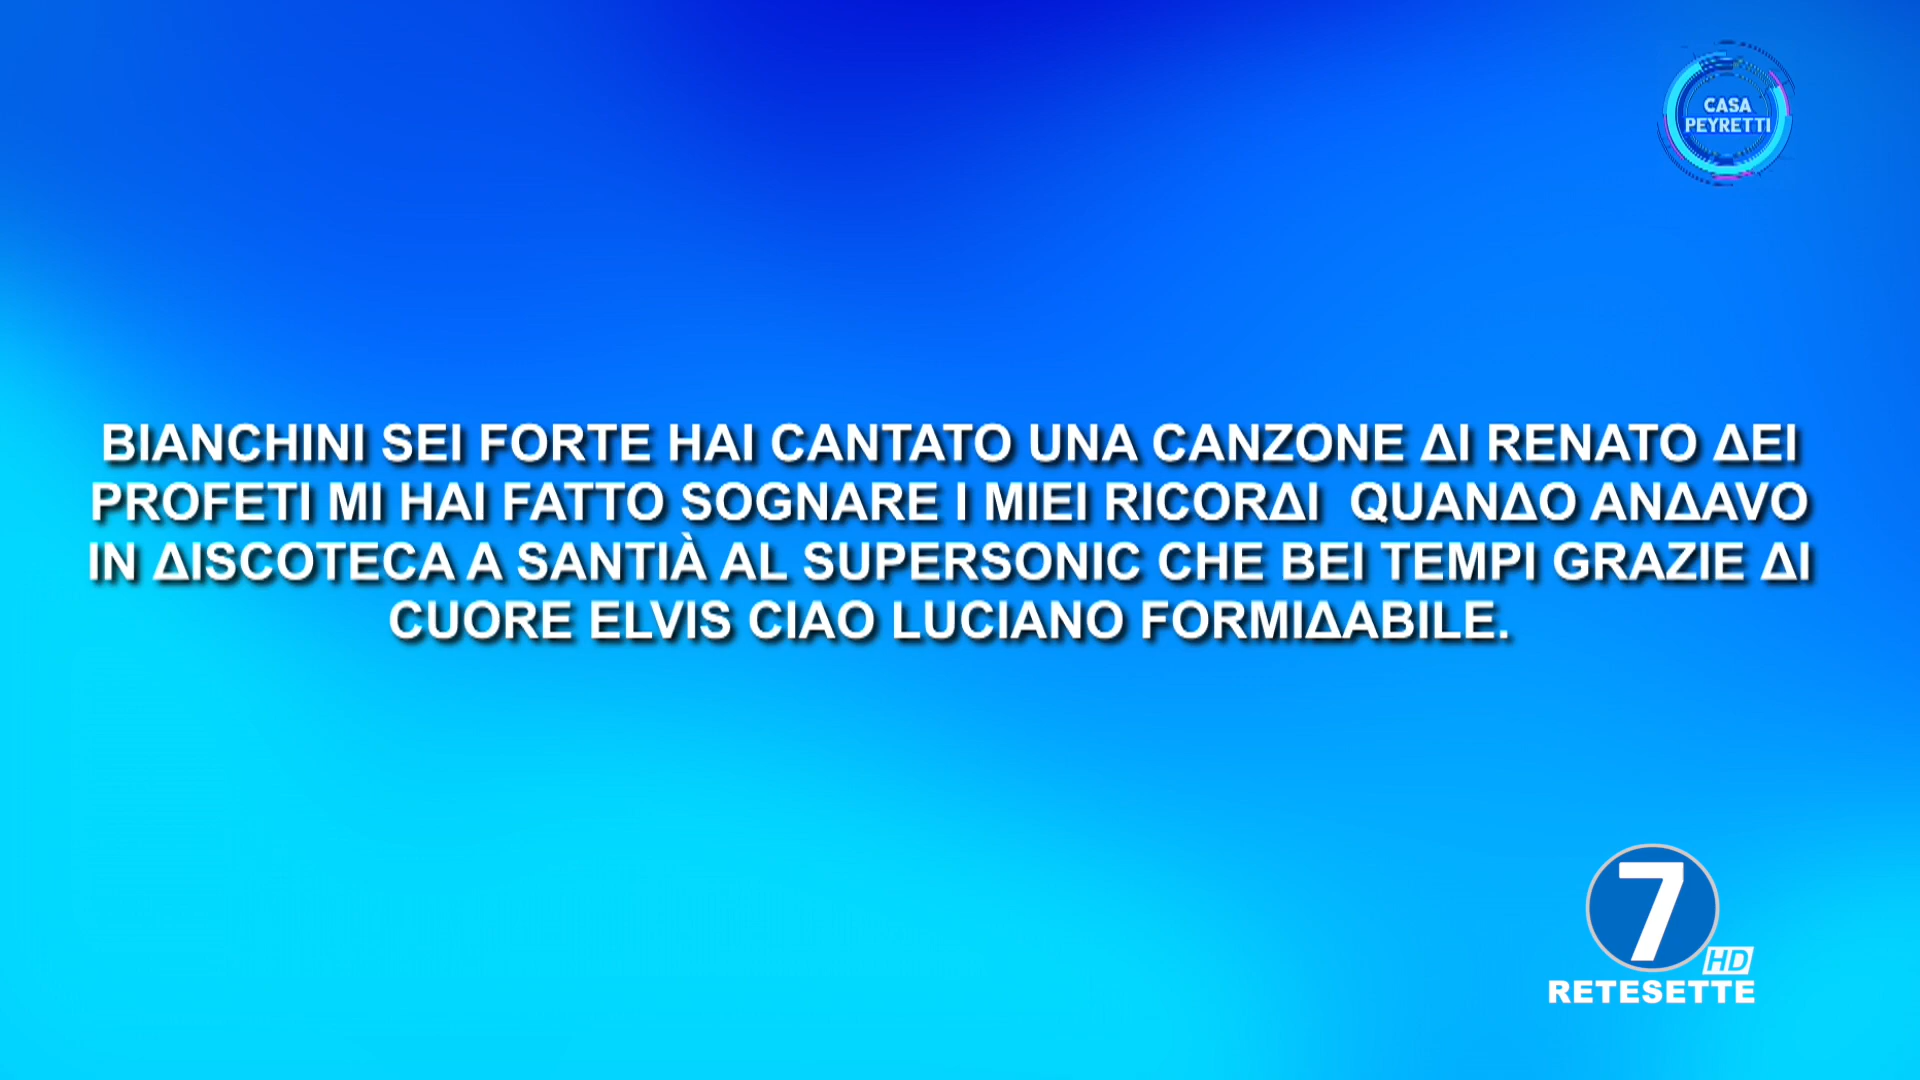 CASA
PEYRETTI
BIANCHINI SEI FORTE HAI CANTATO UNA CANZONE ΔI RENATO ΔEI
PROFETI MI HAI FATTO SOGNARE I MIEI RICORΔI  QUANΔO ANΔAVO
IN ΔISCOTECA A SANTIÀ AL SUPERSONIC CHE BEI TEMPI GRAZIE ΔI
CUORE ELVIS CIAO LUCIANO FORMIΔABILE.
7
HD
RETESETTE